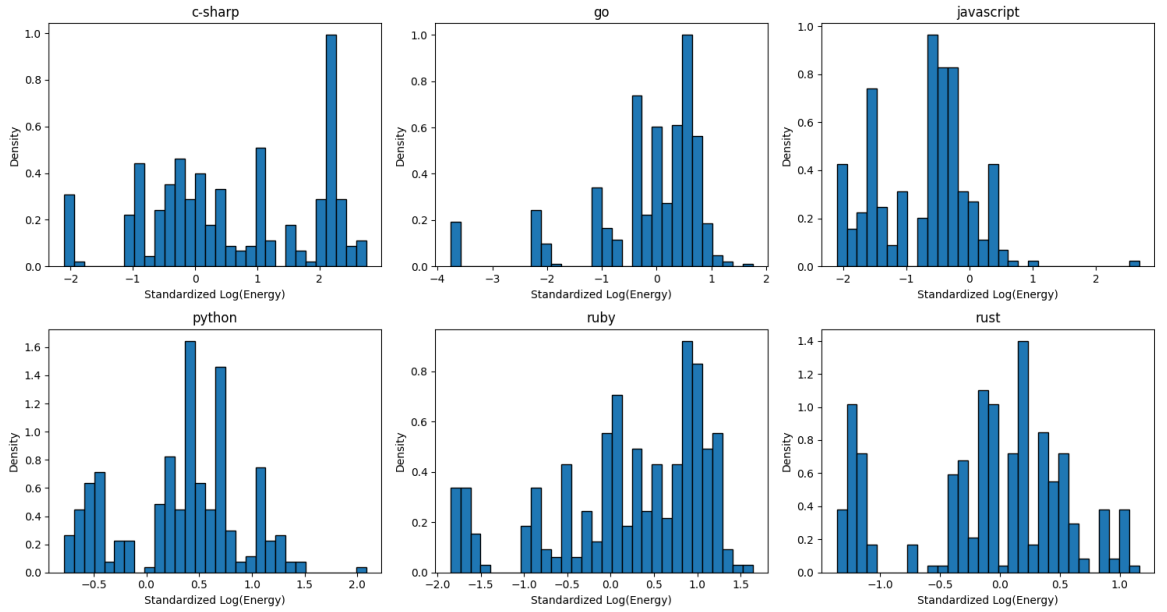 c-sharp
Density
1.0
0.8
0.6
0.4
0.2
0.0
−2 −1 0 1 2
Standardized Log(Energy)
go
Density
1.0
0.8
0.6
0.4
0.2
0.0
−4 −3 −2 −1 0 1 2
Standardized Log(Energy)
javascript
Density
1.0
0.8
0.6
0.4
0.2
0.0
−2 −1 0 1 2
Standardized Log(Energy)
python
Density
1.6
1.4
1.2
1.0
0.8
0.6
0.4
0.2
0.0
−0.5 0.0 0.5 1.0 1.5 2.0
Standardized Log(Energy)
ruby
Density
0.8
0.6
0.4
0.2
0.0
−2.0 −1.5 −1.0 −0.5 0.0 0.5 1.0 1.5
Standardized Log(Energy)
rust
Density
1.4
1.2
1.0
0.8
0.6
0.4
0.2
0.0
−1.0 −0.5 0.0 0.5 1.0
Standardized Log(Energy)